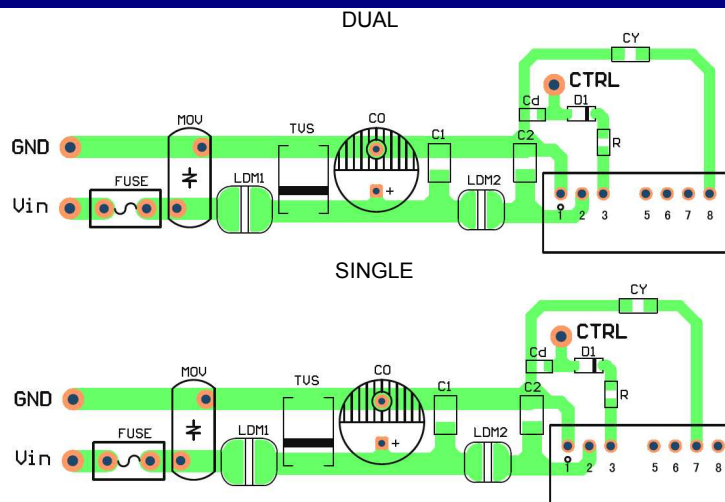 DUAL
CY
CTRL
Cd D1
MOV TVS CO C1 C2 R
GND
FUSE LDM1 + LDM2
Vin
1 2 3 5 6 7 8
SINGLE
CY
CTRL
Cd D1
MOV TVS CO C1 C2 R
GND
FUSE LDM1 + LDM2
Vin
1 2 3 5 6 7 8